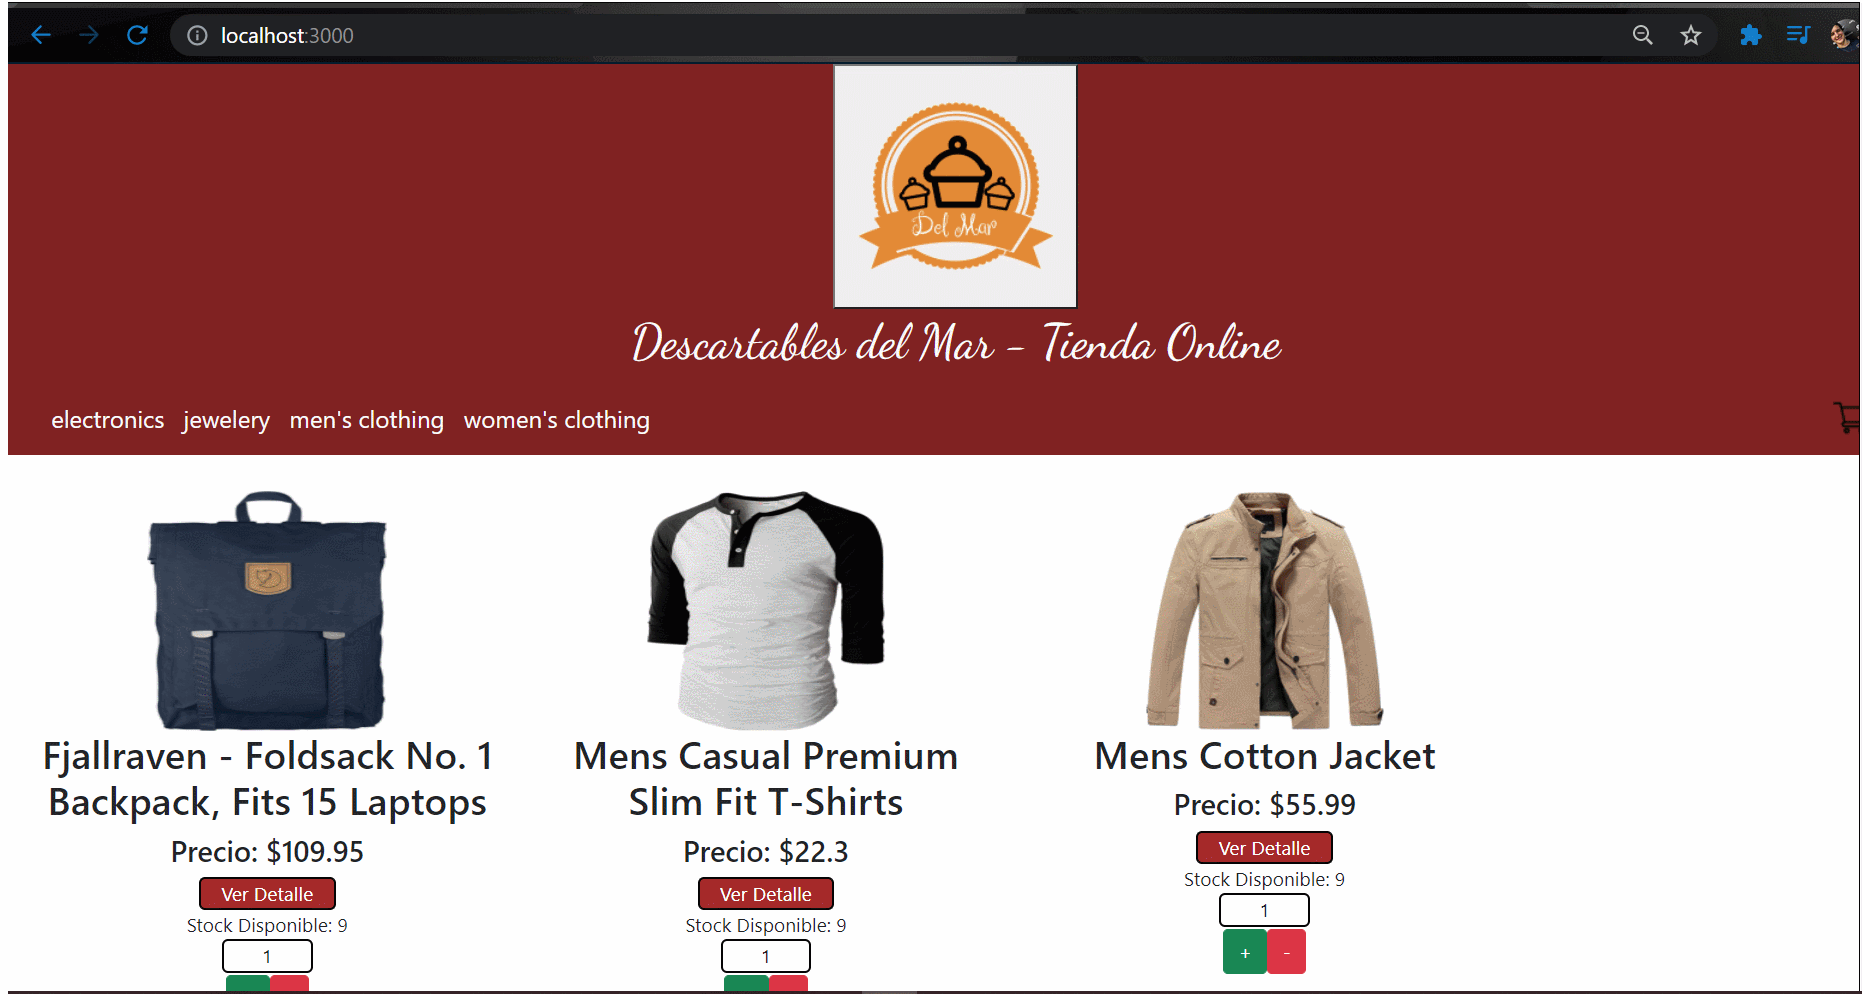 localhost:3000
Del Mar
Descartables del Mar - Tienda Online
electronics jewelery men's clothing women's clothing
Fjallraven - Foldsack No. 1
Backpack, Fits 15 Laptops
Precio: $109.95
Ver Detalle
Stock Disponible: 9
1
Mens Casual Premium
Slim Fit T-Shirts
Precio: $22.3
Ver Detalle
Stock Disponible: 9
1
Mens Cotton Jacket
Precio: $55.99
Ver Detalle
Stock Disponible: 9
1
+ -